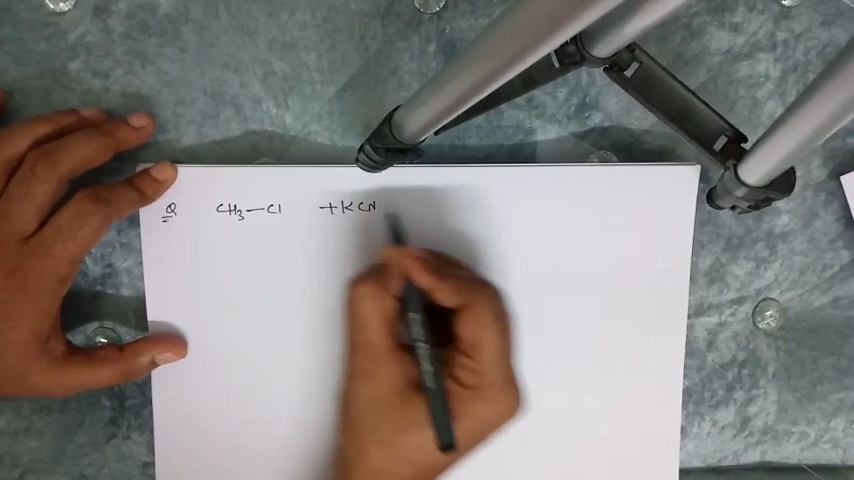 Q CH₃—Cl + KCN